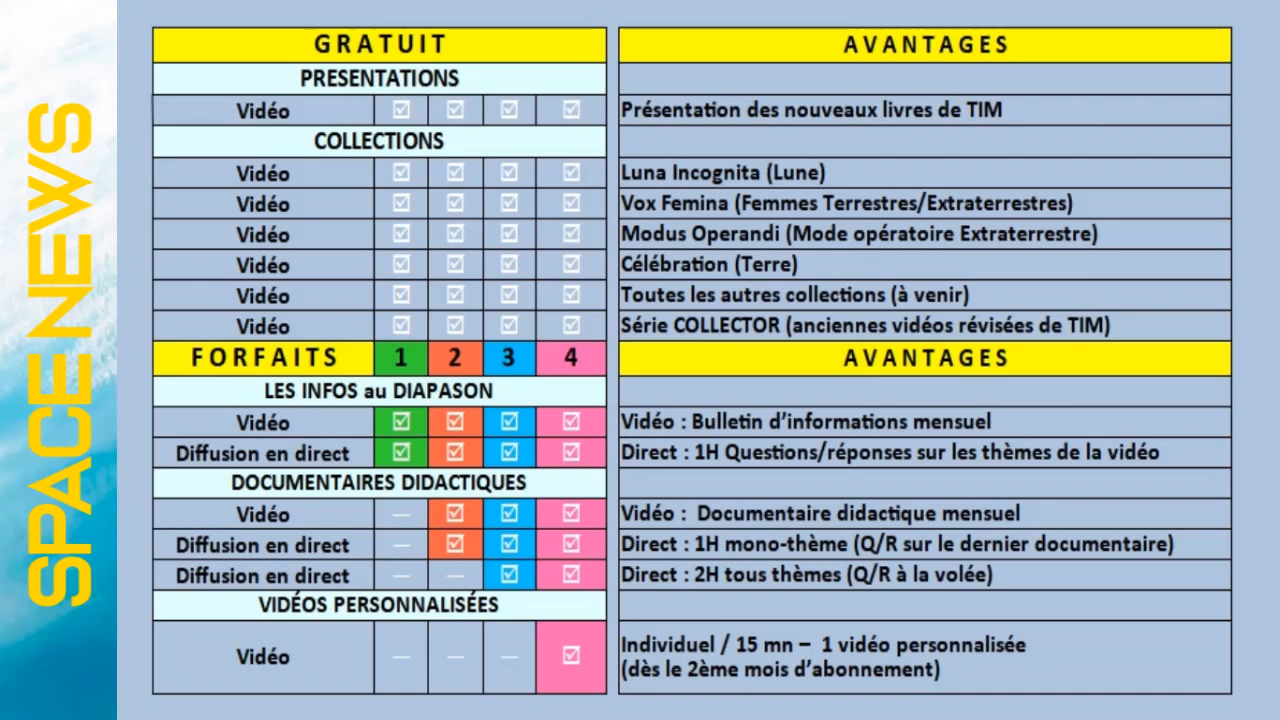 SPACE NEWS
GRATUIT AVANTAGES
PRESENTATIONS
Vidéo ☑ ☑ ☑ ☑ Présentation des nouveaux livres de TIM
COLLECTIONS
Vidéo ☑ ☑ ☑ ☑ Luna Incognita (Lune)
Vidéo ☑ ☑ ☑ ☑ Vox Femina (Femmes Terrestres/Extraterrestres)
Vidéo ☑ ☑ ☑ ☑ Modus Operandi (Mode opératoire Extraterrestre)
Vidéo ☑ ☑ ☑ ☑ Célébration (Terre)
Vidéo ☑ ☑ ☑ ☑ Toutes les autres collections (à venir)
Vidéo ☑ ☑ ☑ ☑ Série COLLECTOR (anciennes vidéos révisées de TIM)
FORFAITS 1 2 3 4 AVANTAGES
LES INFOS au DIAPASON
Vidéo ☑ ☑ ☑ ☑ Vidéo : Bulletin d’informations mensuel
Diffusion en direct ☑ ☑ ☑ ☑ Direct : 1H Questions/réponses sur les thèmes de la vidéo
DOCUMENTAIRES DIDACTIQUES
Vidéo — ☑ ☑ ☑ Vidéo : Documentaire didactique mensuel
Diffusion en direct — ☑ ☑ ☑ Direct : 1H mono-thème (Q/R sur le dernier documentaire)
Diffusion en direct — — ☑ ☑ Direct : 2H tous thèmes (Q/R à la volée)
VIDÉOS PERSONNALISÉES
Vidéo — — — ☑ Individuel / 15 mn – 1 vidéo personnalisée
(dès le 2ème mois d’abonnement)